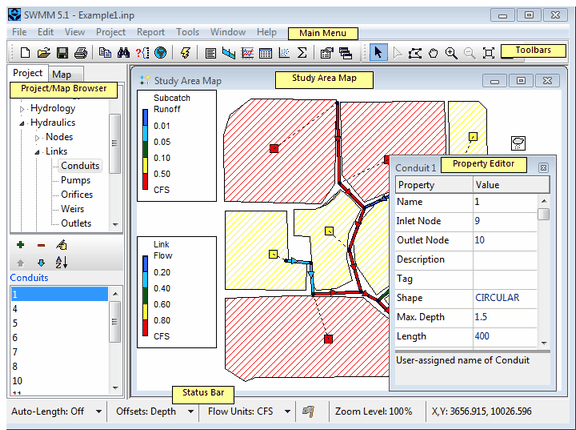 SWMM 5.1 - Example1.inp
File Edit View Project Report Tools Window Help
Main Menu
Toolbars
Project Map
Project/Map Browser
Hydrology
Hydraulics
Nodes
Links
Conduits
Pumps
Orifices
Weirs
Outlets
Conduits
1
4
5
6
7
8
10
11
Study Area Map
Study Area Map
Subcatch
Runoff
0.01
0.05
0.10
0.50
CFS
Link
Flow
0.20
0.40
0.60
0.80
CFS
Conduit 1
Property Editor
Property Value
Name 1
Inlet Node 9
Outlet Node 10
Description
Tag
Shape CIRCULAR
Max. Depth 1.5
Length 400
User-assigned name of Conduit
Status Bar
Auto-Length: Off Offsets: Depth Flow Units: CFS Zoom Level: 100% X,Y: 3656.915, 10026.596